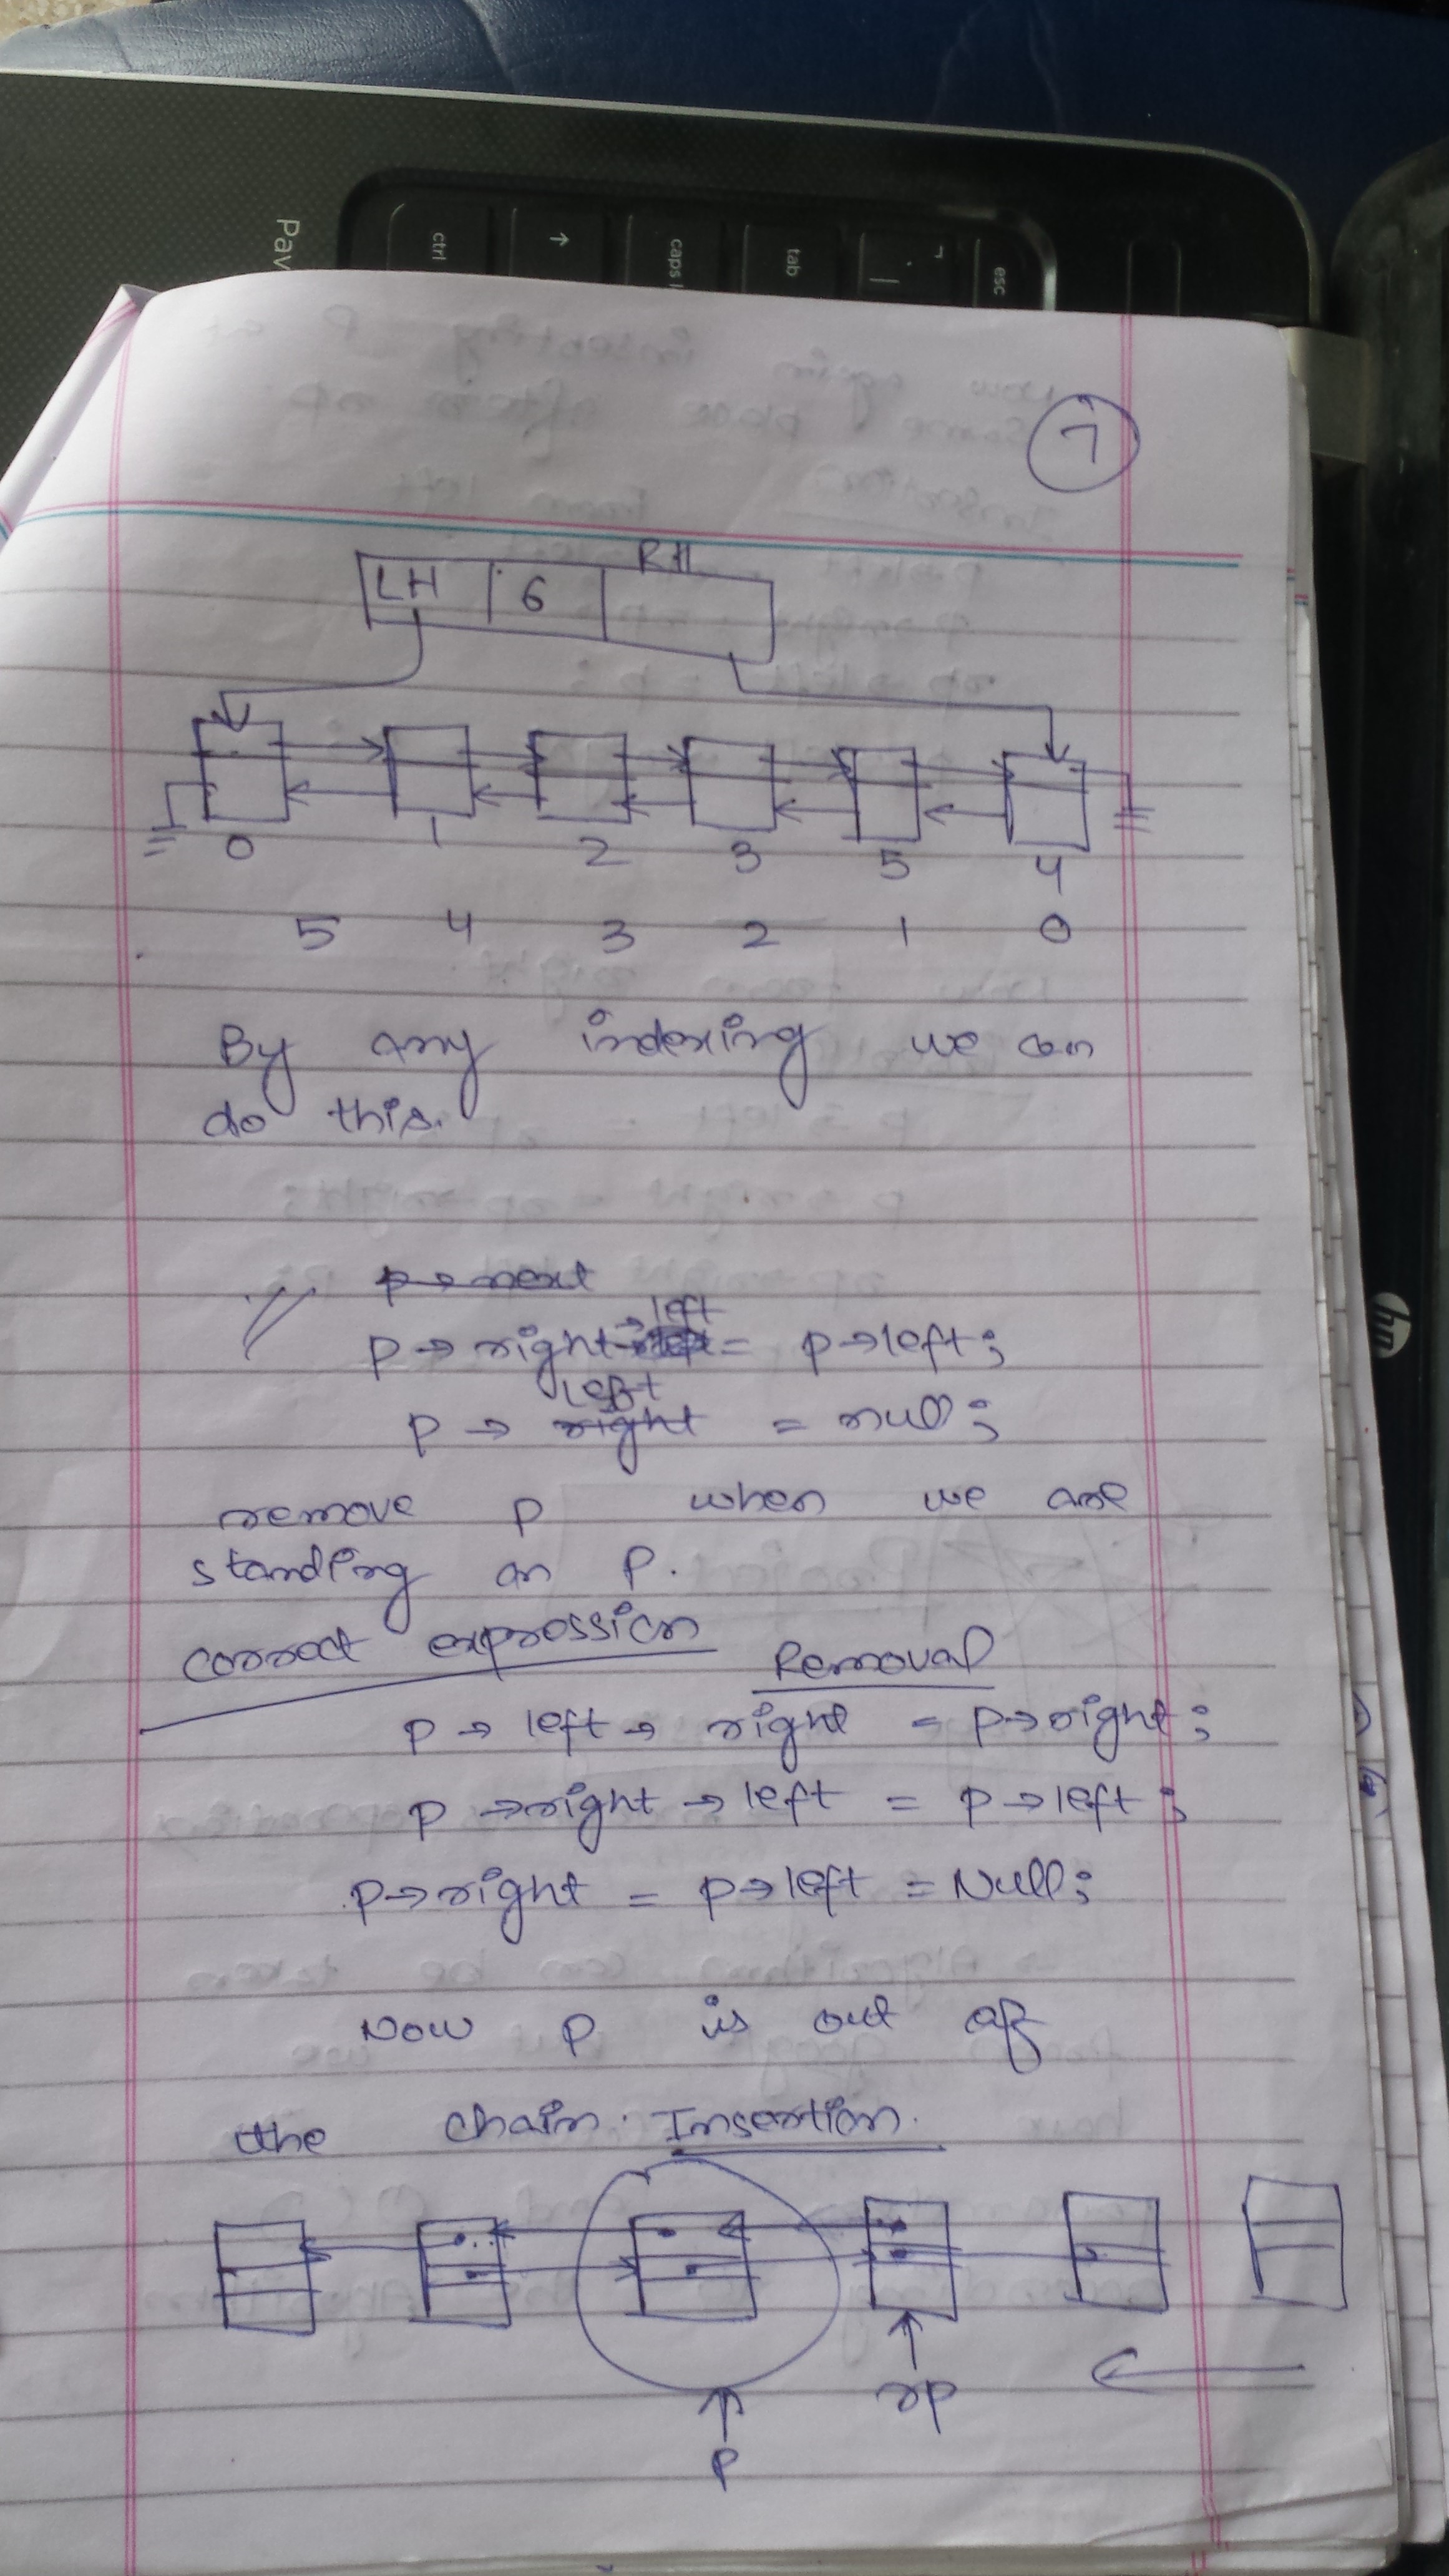 Pav
ctrl
caps l
tab
esc
hp
7
LH 6 RH
0 1 2 3 5 4
5 4 3 2 1 0
By any indexing we can
do this.
p → next
p → right → left = p → left;
left
p → right = null;
remove p when we are
standing on P.
correct expression Removal
p → left → right = p → right;
p → right → left = p → left;
p → right = p → left = Null;
Now p is out of
the chain. Insertion.
rp
P